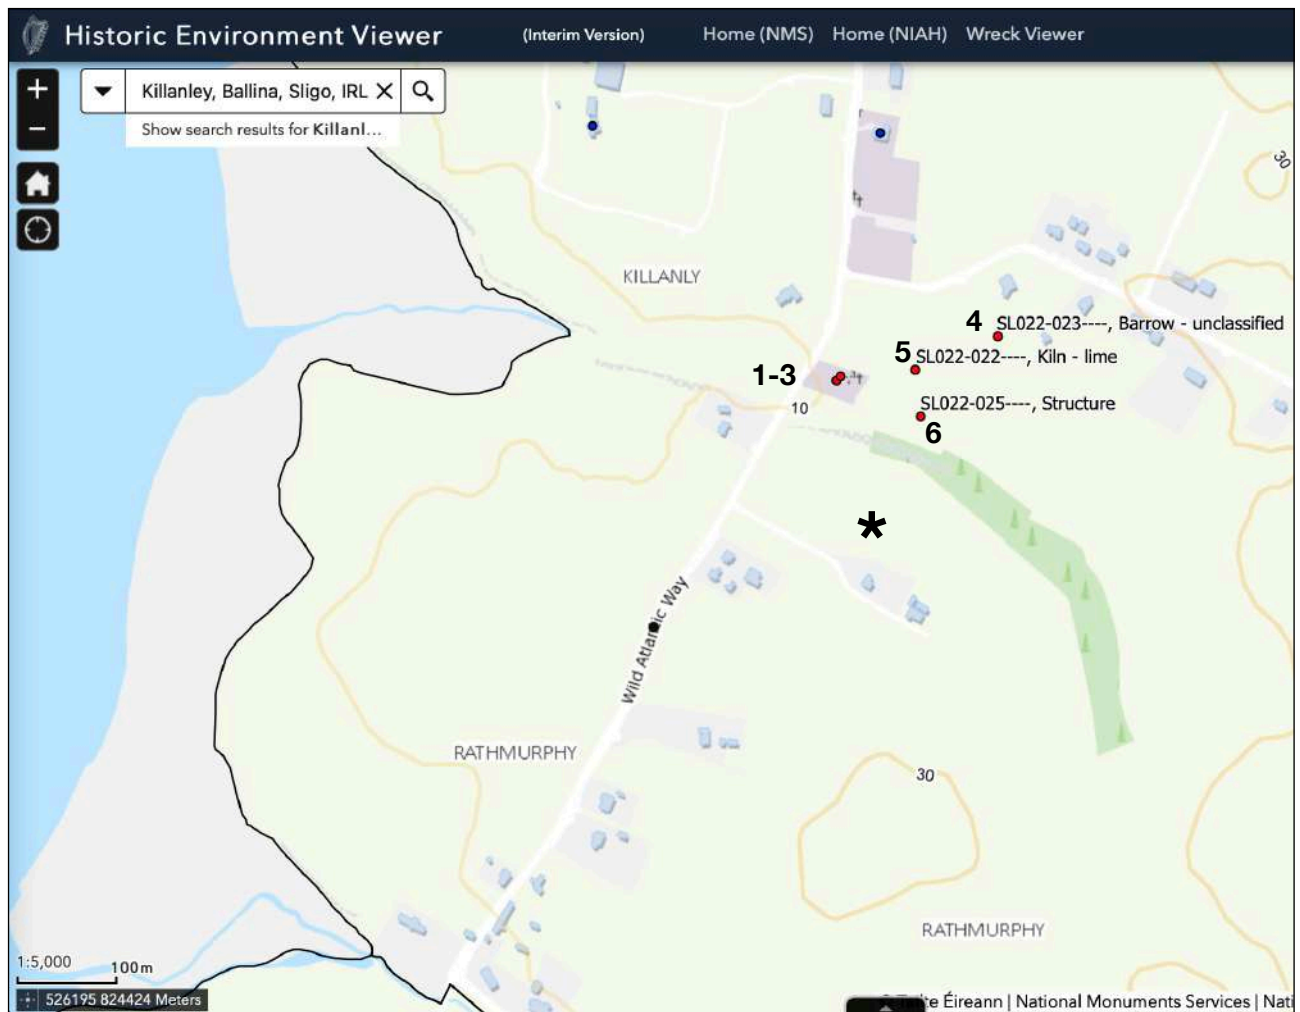 Historic Environment Viewer (Interim Version) Home (NMS) Home (NIAH) Wreck Viewer
+
Killanley, Ballina, Sligo, IRL
−
Show search results for Killanl...
30
KILLANLY
4 SL022-023----, Barrow - unclassified
5 SL022-022----, Kiln - lime
1-3
SL022-025----, Structure
10
6
*
Wild Atlantic Way
RATHMURPHY
30
RATHMURPHY
1:5,000 100m
526195 824424 Meters
Éireann | National Monuments Services | Nati